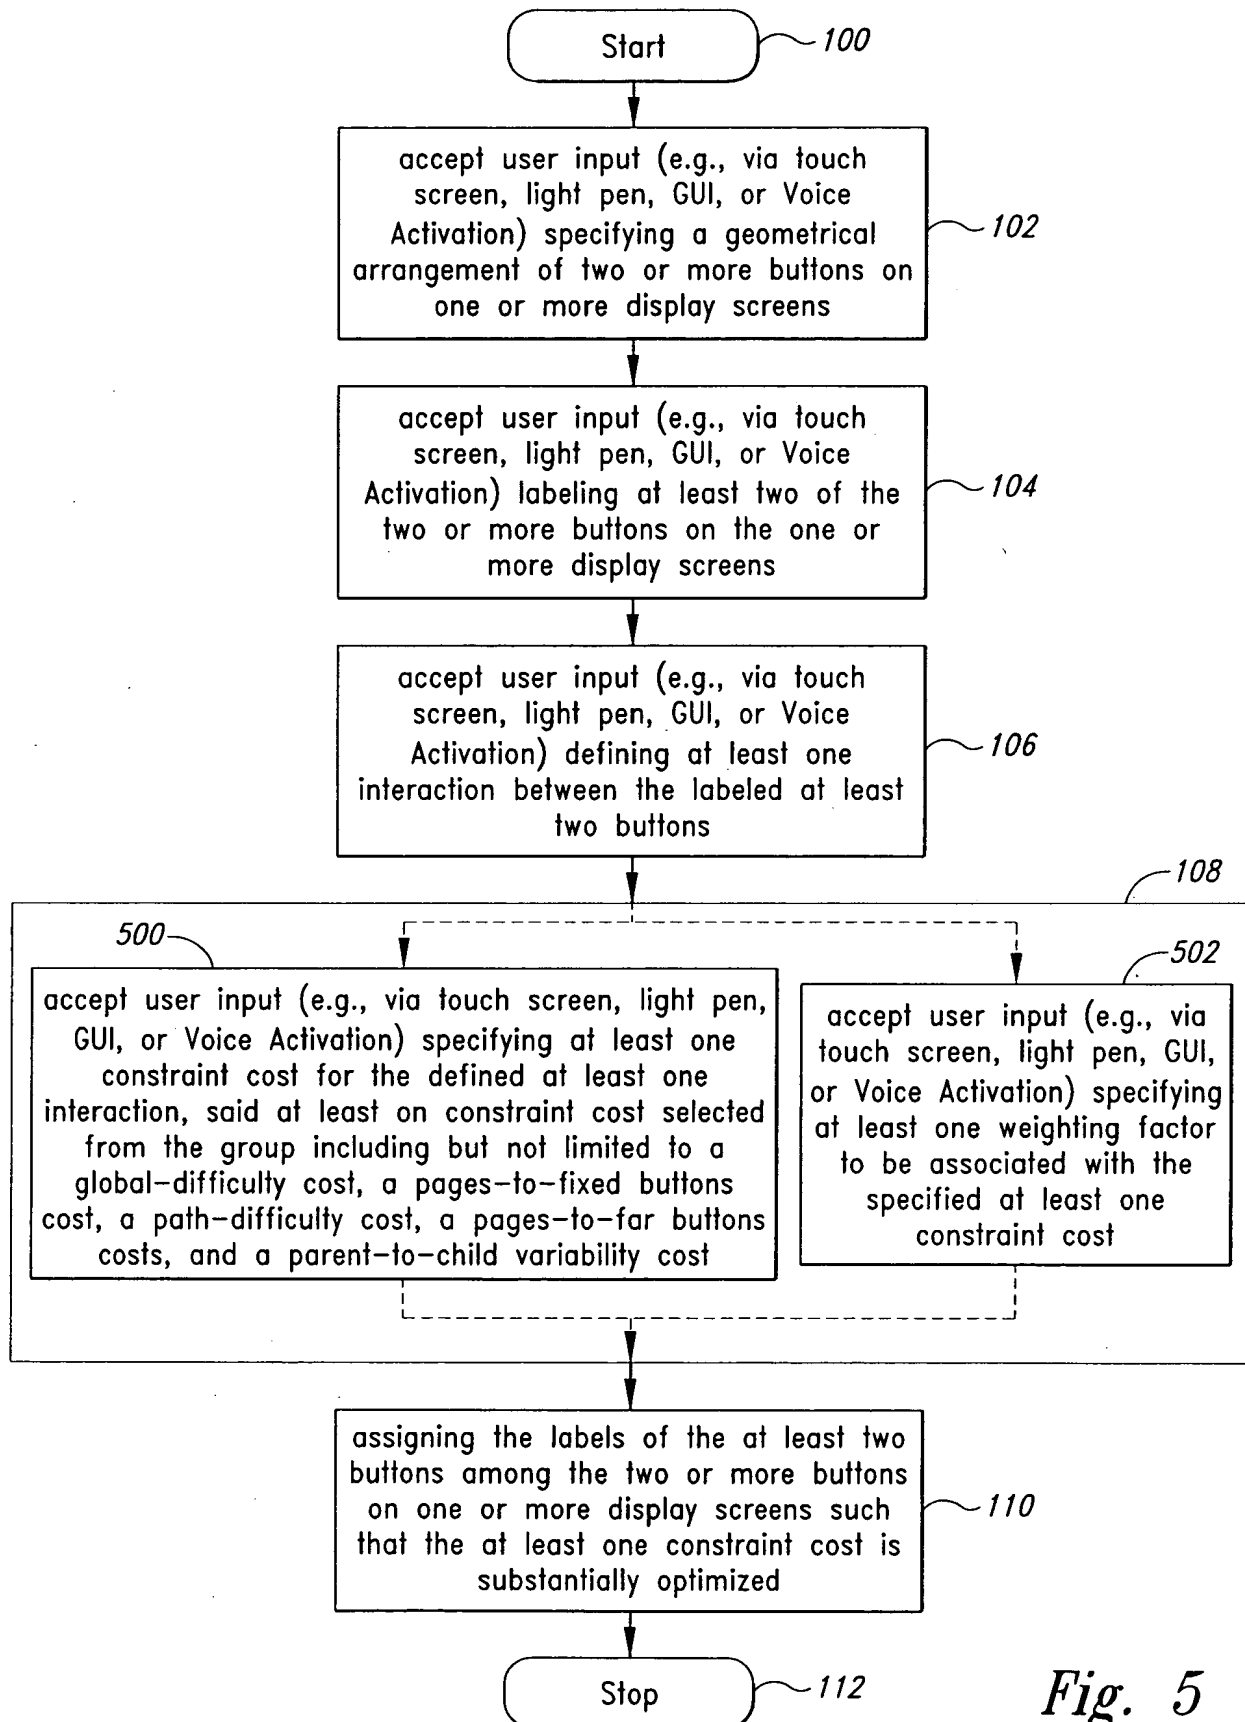 Start
100
accept user input (e.g., via touch
screen, light pen, GUI, or Voice
Activation) specifying a geometrical
arrangement of two or more buttons on
one or more display screens
102
accept user input (e.g., via touch
screen, light pen, GUI, or Voice
Activation) labeling at least two of the
two or more buttons on the one or
more display screens
104
accept user input (e.g., via touch
screen, light pen, GUI, or Voice
Activation) defining at least one
interaction between the labeled at least
two buttons
106
108
500
accept user input (e.g., via touch screen, light pen,
GUI, or Voice Activation) specifying at least one
constraint cost for the defined at least one
interaction, said at least on constraint cost selected
from the group including but not limited to a
global-difficulty cost, a pages-to-fixed buttons
cost, a path-difficulty cost, a pages-to-far buttons
costs, and a parent-to-child variability cost
502
accept user input (e.g., via
touch screen, light pen, GUI,
or Voice Activation) specifying
at least one weighting factor
to be associated with the
specified at least one
constraint cost
assigning the labels of the at least two
buttons among the two or more buttons
on one or more display screens such
that the at least one constraint cost is
substantially optimized
110
Stop
112
Fig. 5